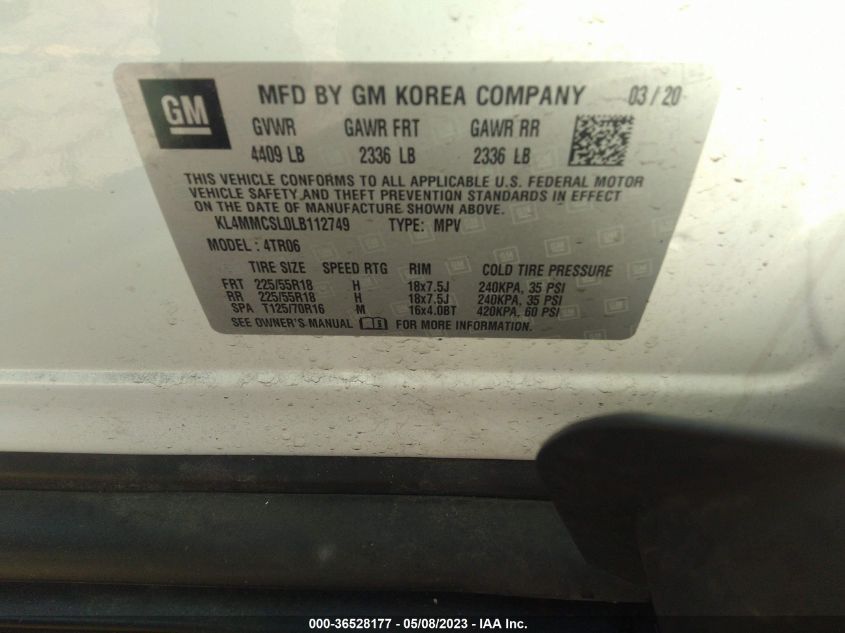 GM
MFD BY GM KOREA COMPANY 03/20
GVWR GAWR FRT GAWR RR
4409 LB 2336 LB 2336 LB
THIS VEHICLE CONFORMS TO ALL APPLICABLE U.S. FEDERAL MOTOR
VEHICLE SAFETY AND THEFT PREVENTION STANDARDS IN EFFECT
ON THE DATE OF MANUFACTURE SHOWN ABOVE.
KL4MMCSL0LB112749 TYPE: MPV
MODEL : 4TR06
TIRE SIZE SPEED RTG RIM COLD TIRE PRESSURE
FRT 225/55R18 H 18x7.5J 240KPA, 35 PSI
RR 225/55R18 H 18x7.5J 240KPA, 35 PSI
SPA T125/70R16 M 16x4.0BT 420KPA, 60 PSI
SEE OWNER'S MANUAL FOR MORE INFORMATION.
000-36528177 - 05/08/2023 - IAA Inc.